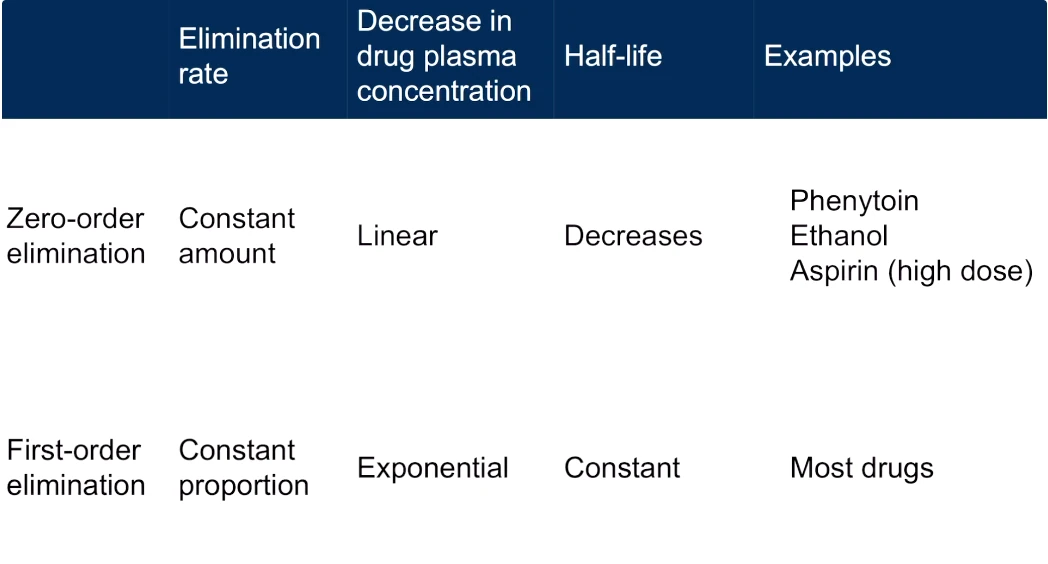 Elimination
rate
Decrease in
drug plasma
concentration
Half-life
Examples
Zero-order
elimination
Constant
amount
Linear
Decreases
Phenytoin
Ethanol
Aspirin (high dose)
First-order
elimination
Constant
proportion
Exponential
Constant
Most drugs